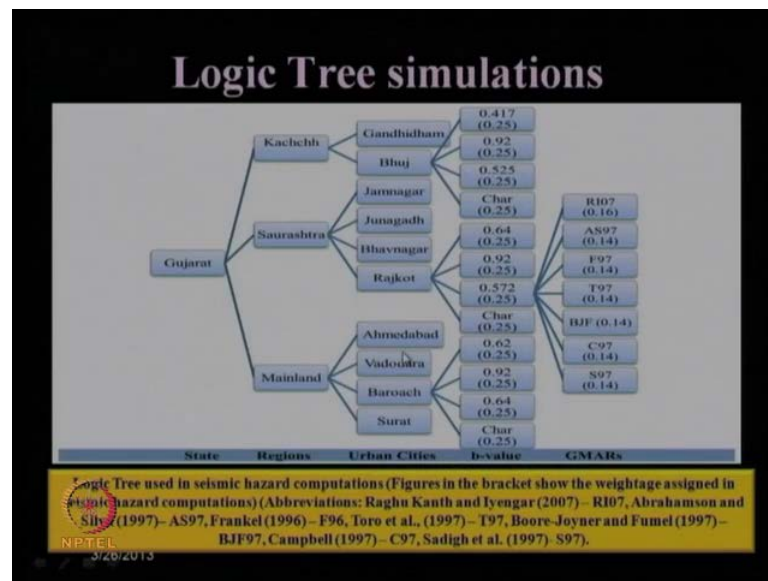 Logic Tree simulations
Gujarat
Kachchh
Saurashtra
Mainland
Gandhidham
Bhuj
Jamnagar
Junagadh
Bhavnagar
Rajkot
Ahmedabad
Vadodara
Baroach
Surat
0.417
(0.25)
0.92
(0.25)
0.525
(0.25)
Char
(0.25)
0.64
(0.25)
0.92
(0.25)
0.572
(0.25)
Char
(0.25)
0.62
(0.25)
0.92
(0.25)
0.64
(0.25)
Char
(0.25)
RI07
(0.16)
AS97
(0.14)
F97
(0.14)
T97
(0.14)
BJF (0.14)
C97
(0.14)
S97
(0.14)
State Regions Urban Cities b-value GMARs
Logic Tree used in seismic hazard computations (Figures in the bracket show the weightage assigned in
seismic hazard computations) (Abbreviations: Raghu Kanth and Iyengar (2007) – RI07, Abrahamson and
Silva (1997)– AS97, Frankel (1996) – F96, Toro et al., (1997) – T97, Boore-Joyner and Fumel (1997) –
BJF97, Campbell (1997) – C97, Sadigh et al. (1997)- S97).
NPTEL
3/26/2013